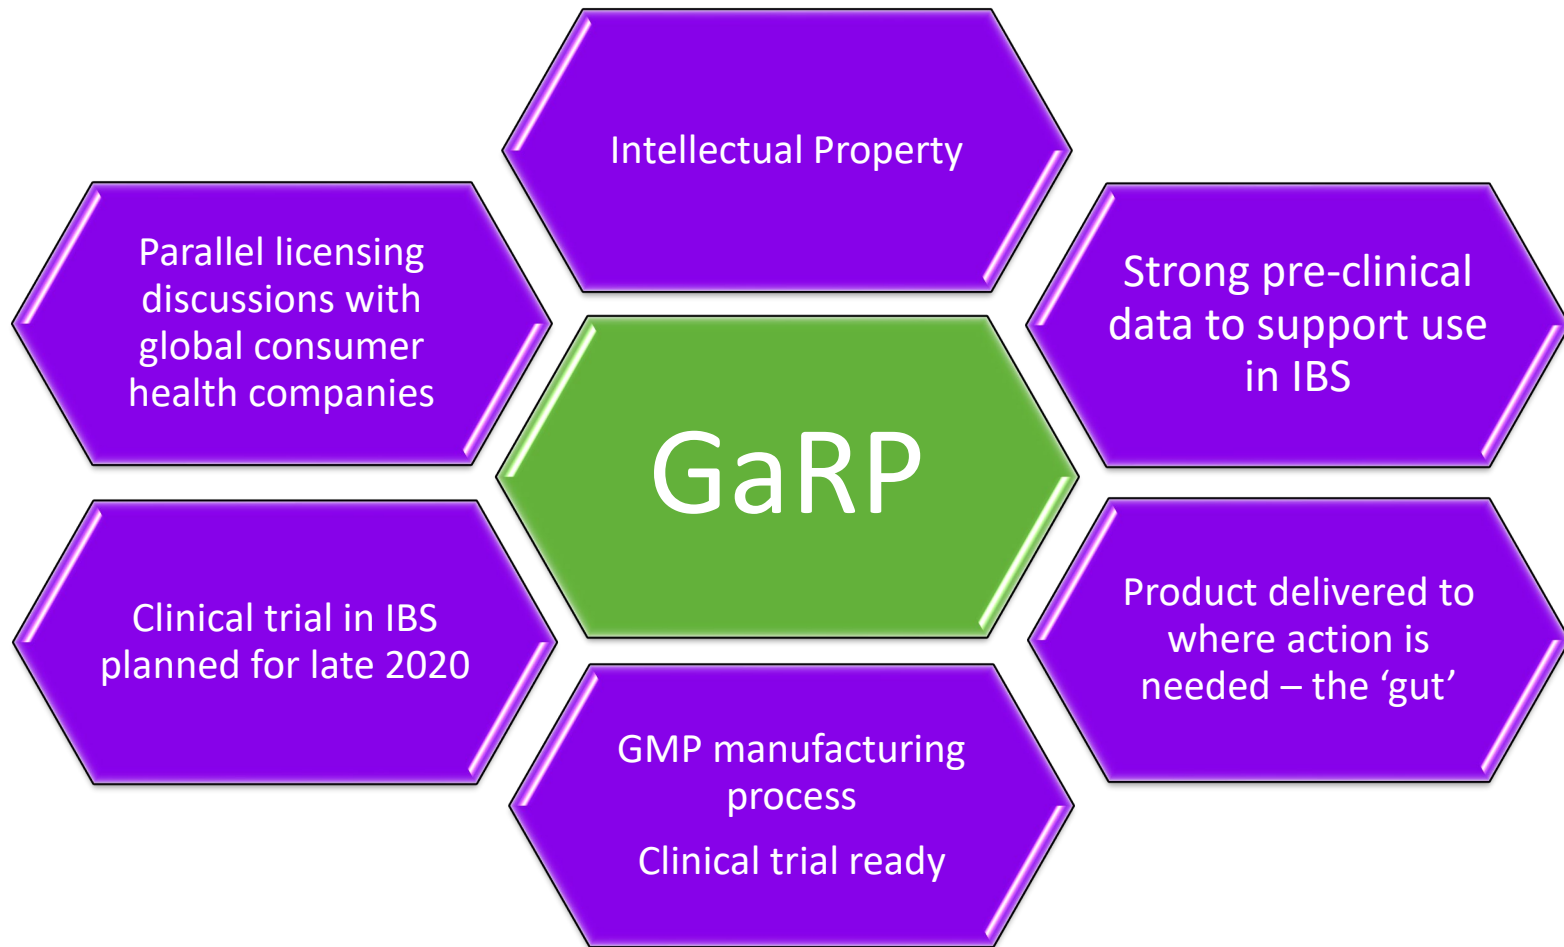 Intellectual Property
Parallel licensing
discussions with
global consumer
health companies
Strong pre-clinical
data to support use
in IBS
GaRP
Clinical trial in IBS
planned for late 2020
Product delivered to
where action is
needed – the ‘gut’
GMP manufacturing
process
Clinical trial ready